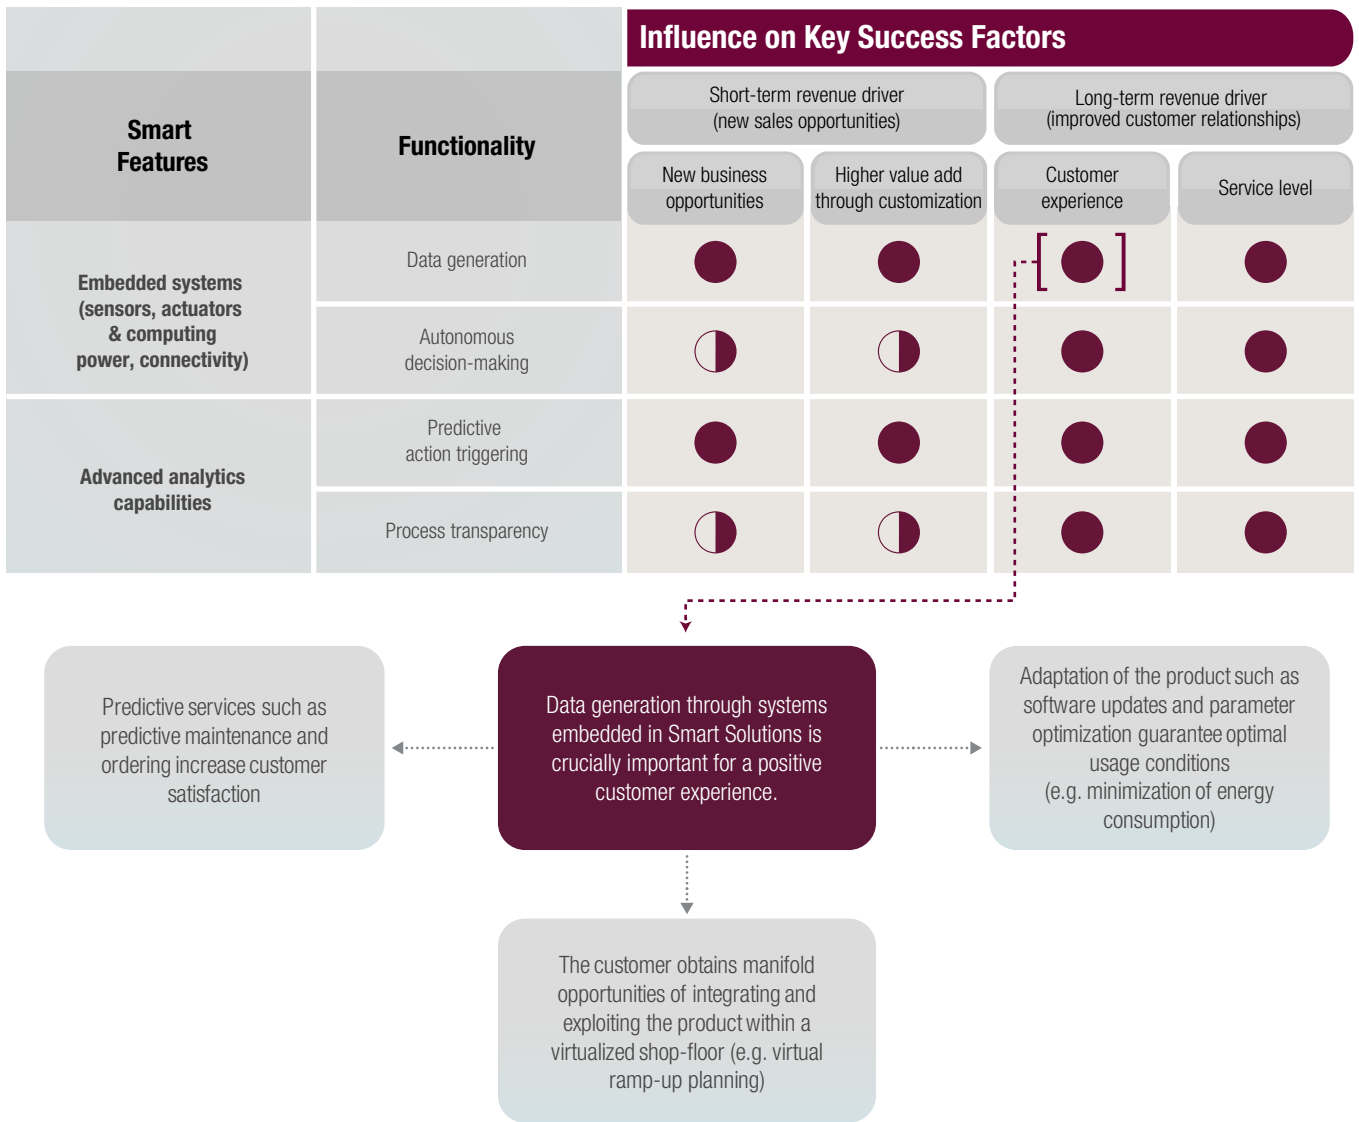 Influence on Key Success Factors
Smart
Features
Functionality
Short-term revenue driver
(new sales opportunities)
Long-term revenue driver
(improved customer relationships)
New business
opportunities
Higher value add
through customization
Customer
experience
Service level
Embedded systems
(sensors, actuators
& computing
power, connectivity)
Data generation
Autonomous
decision-making
Advanced analytics
capabilities
Predictive
action triggering
Process transparency
Predictive services such as
predictive maintenance and
ordering increase customer
satisfaction
Data generation through systems
embedded in Smart Solutions is
crucially important for a positive
customer experience.
Adaptation of the product such as
software updates and parameter
optimization guarantee optimal
usage conditions
(e.g. minimization of energy
consumption)
The customer obtains manifold
opportunities of integrating and
exploiting the product within a
virtualized shop-floor (e.g. virtual
ramp-up planning)